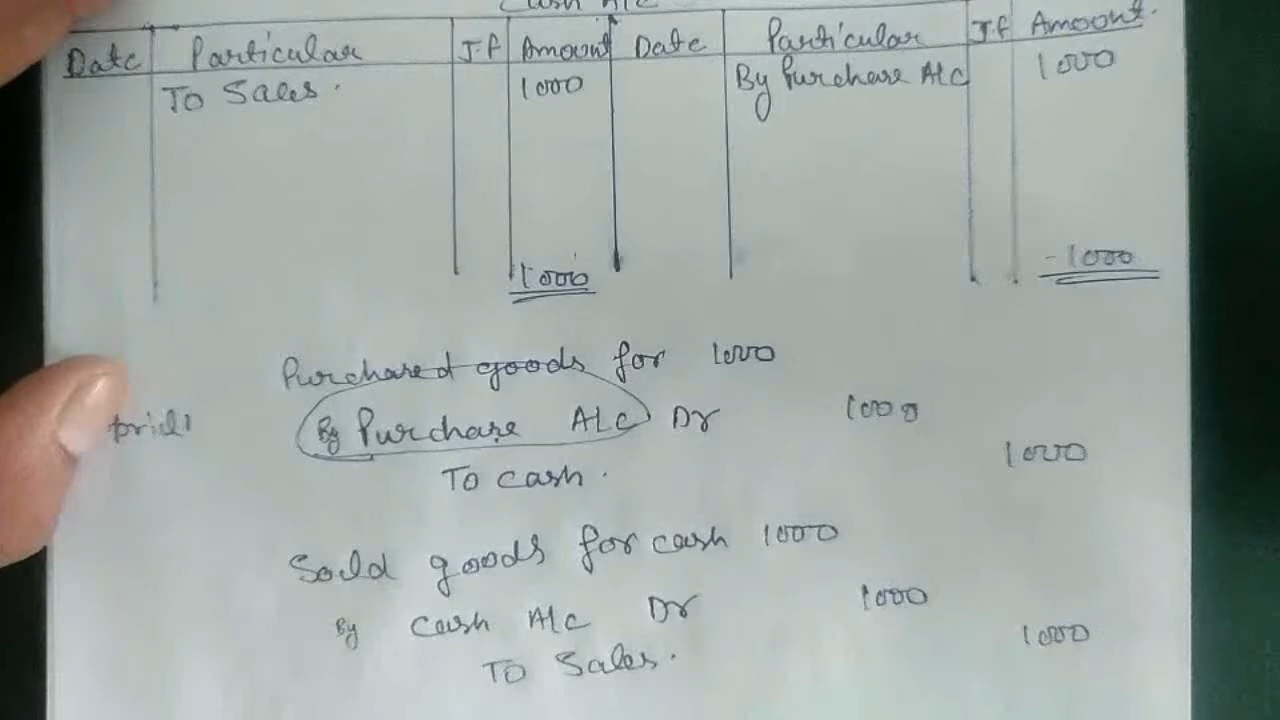 Cash A/c
Date Particular J.f Amount Date Particular J.f Amount.
To Sales. 1000 By Purchase A/c 1000
1000 1000
Purchased goods for 1000
By Purchase A/c Dr 1000
To cash. 1000
Sold goods for cash 1000
By Cash A/c Dr 1000
To Sales. 1000